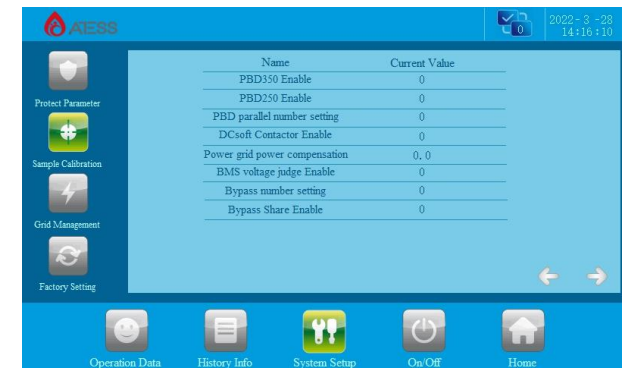 ATESS
0
2022-3-28
14:16:10
Name Current Value
PBD350 Enable 0
PBD250 Enable 0
PBD parallel number setting 0
DCsoft Contactor Enable 0
Power grid power compensation 0.0
BMS voltage judge Enable 0
Bypass number setting 0
Bypass Share Enable 0
Protect Parameter
Sample Calibration
Grid Management
Factory Setting
Operation Data History Info System Setup On/Off Home